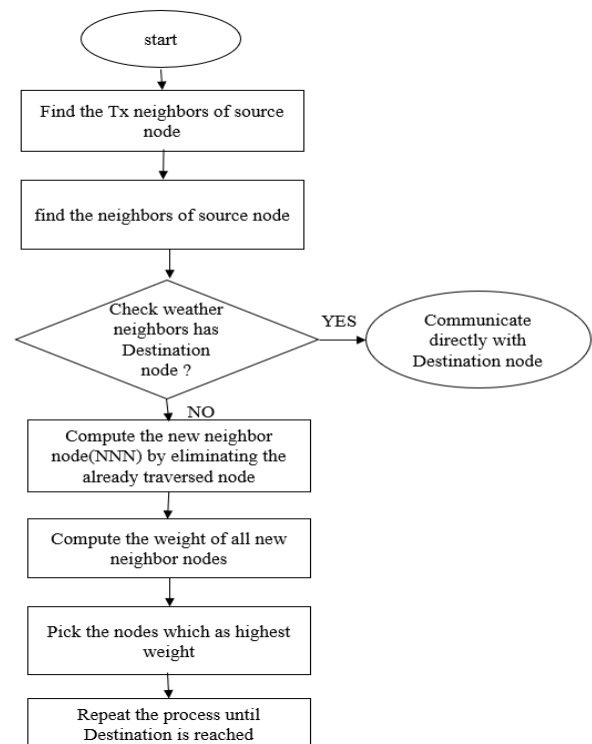 start
Find the Tx neighbors of source
node
find the neighbors of source node
Check weather
neighbors has
Destination
node ?
YES
Communicate
directly with
Destination node
NO
Compute the new neighbor
node(NNN) by eliminating the
already traversed node
Compute the weight of all new
neighbor nodes
Pick the nodes which as highest
weight
Repeat the process until
Destination is reached